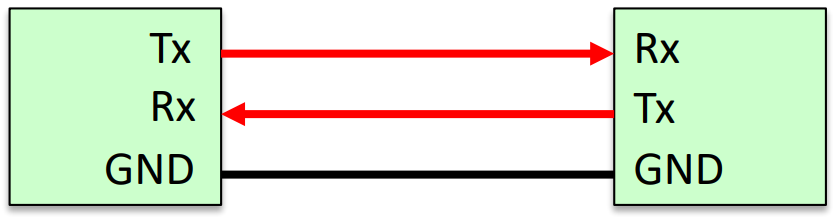 Tx Rx
Rx Tx
GND GND